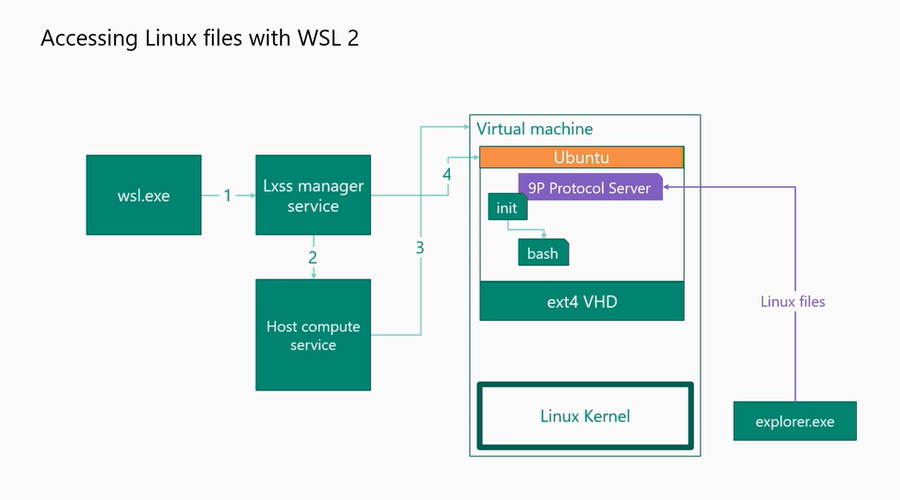 Accessing Linux files with WSL 2
Virtual machine
Ubuntu
9P Protocol Server
init
bash
ext4 VHD
Linux Kernel
wsl.exe
1
Lxss manager
service
2
Host compute
service
3
4
Linux files
explorer.exe